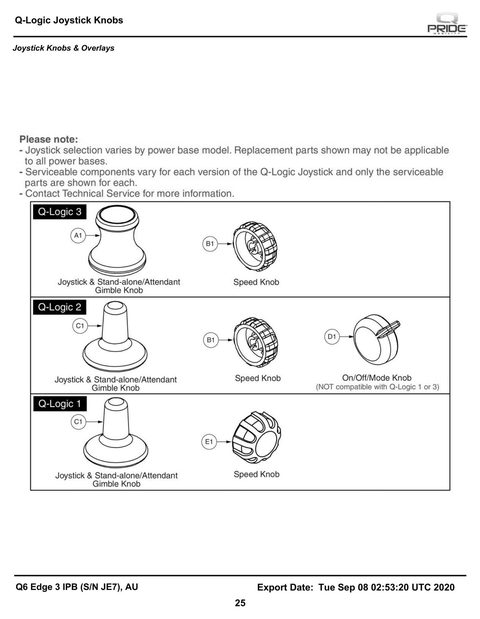 Q-Logic Joystick Knobs
Q
PRIDE
Joystick Knobs & Overlays
Please note:
- Joystick selection varies by power base model. Replacement parts shown may not be applicable
to all power bases.
- Serviceable components vary for each version of the Q-Logic Joystick and only the serviceable
parts are shown for each.
- Contact Technical Service for more information.
Q-Logic 3
A1
B1
Joystick & Stand-alone/Attendant
Gimble Knob
Speed Knob
Q-Logic 2
C1
B1
D1
Joystick & Stand-alone/Attendant
Gimble Knob
Speed Knob
On/Off/Mode Knob
(NOT compatible with Q-Logic 1 or 3)
Q-Logic 1
C1
E1
Joystick & Stand-alone/Attendant
Gimble Knob
Speed Knob
Q6 Edge 3 IPB (S/N JE7), AU
Export Date: Tue Sep 08 02:53:20 UTC 2020
25